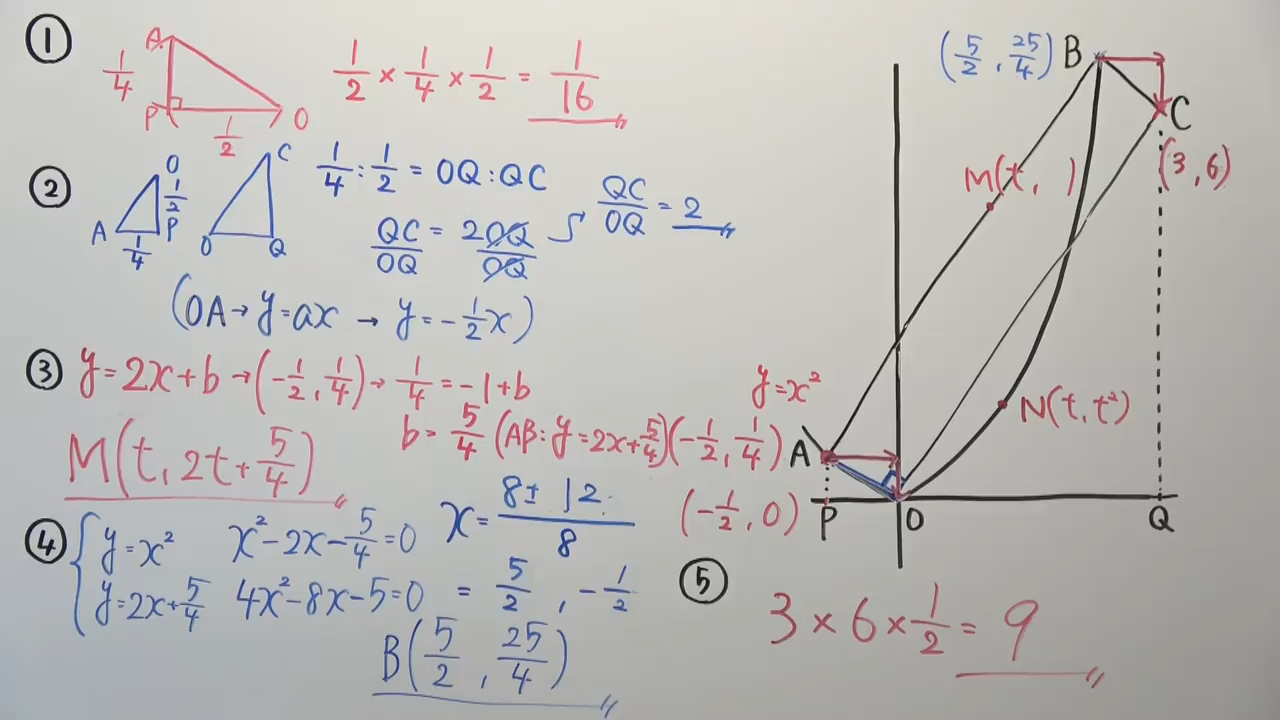 ①
A
1/4
P
1/2
O
1/2 × 1/4 × 1/2 = 1/16
②
O
1/2
A
P
1/4
C
O
Q
1/4 : 1/2 = OQ : QC
QC/OQ = 2OQ/OQ
QC/OQ = 2
(OA→y=ax → y=-1/2x)
③ y=2x+b→(-1/2, 1/4)→1/4=-1+b
b=5/4 (AB:y=2x+5/4)
M(t, 2t+5/4)
④ y=x²
y=2x+5/4
x²-2x-5/4=0
4x²-8x-5=0
x=8±12/8
=5/2, -1/2
B(5/2, 25/4)
(5/2, 25/4) B
C
(3, 6)
M(t, )
y=x²
N(t, t²)
(-1/2, 1/4) A
(-1/2, 0) P
O
Q
⑤
3×6×1/2=9